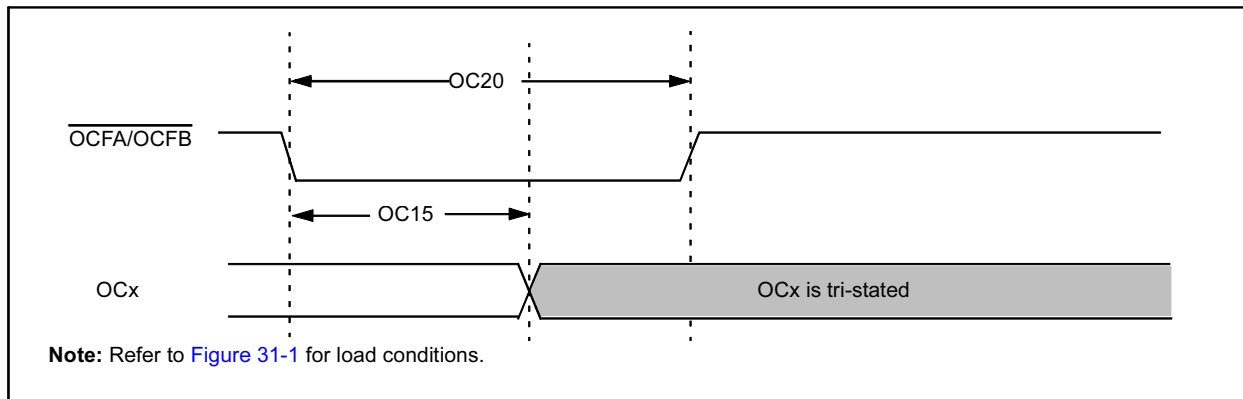 OC20
OCFA/OCFB
OC15
OCx
OCx is tri-stated
Note: Refer to Figure 31-1 for load conditions.